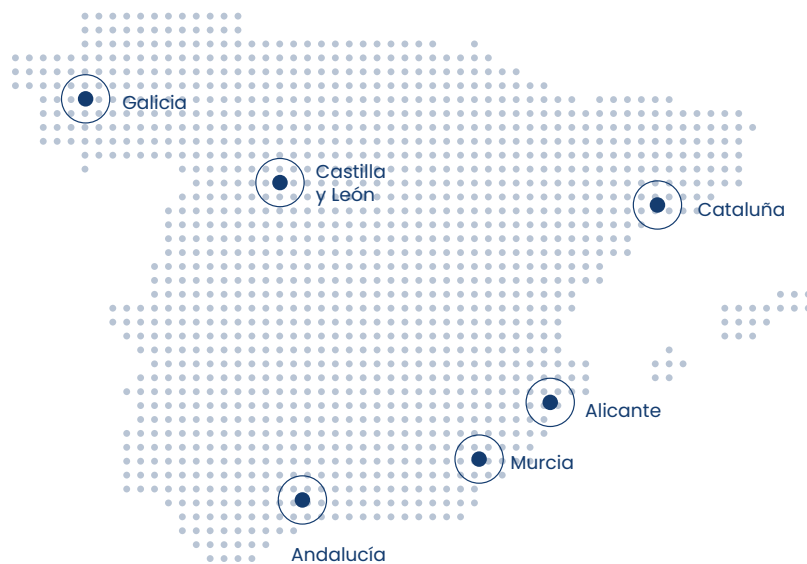 Galicia
Castilla
y León
Cataluña
Alicante
Murcia
Andalucía